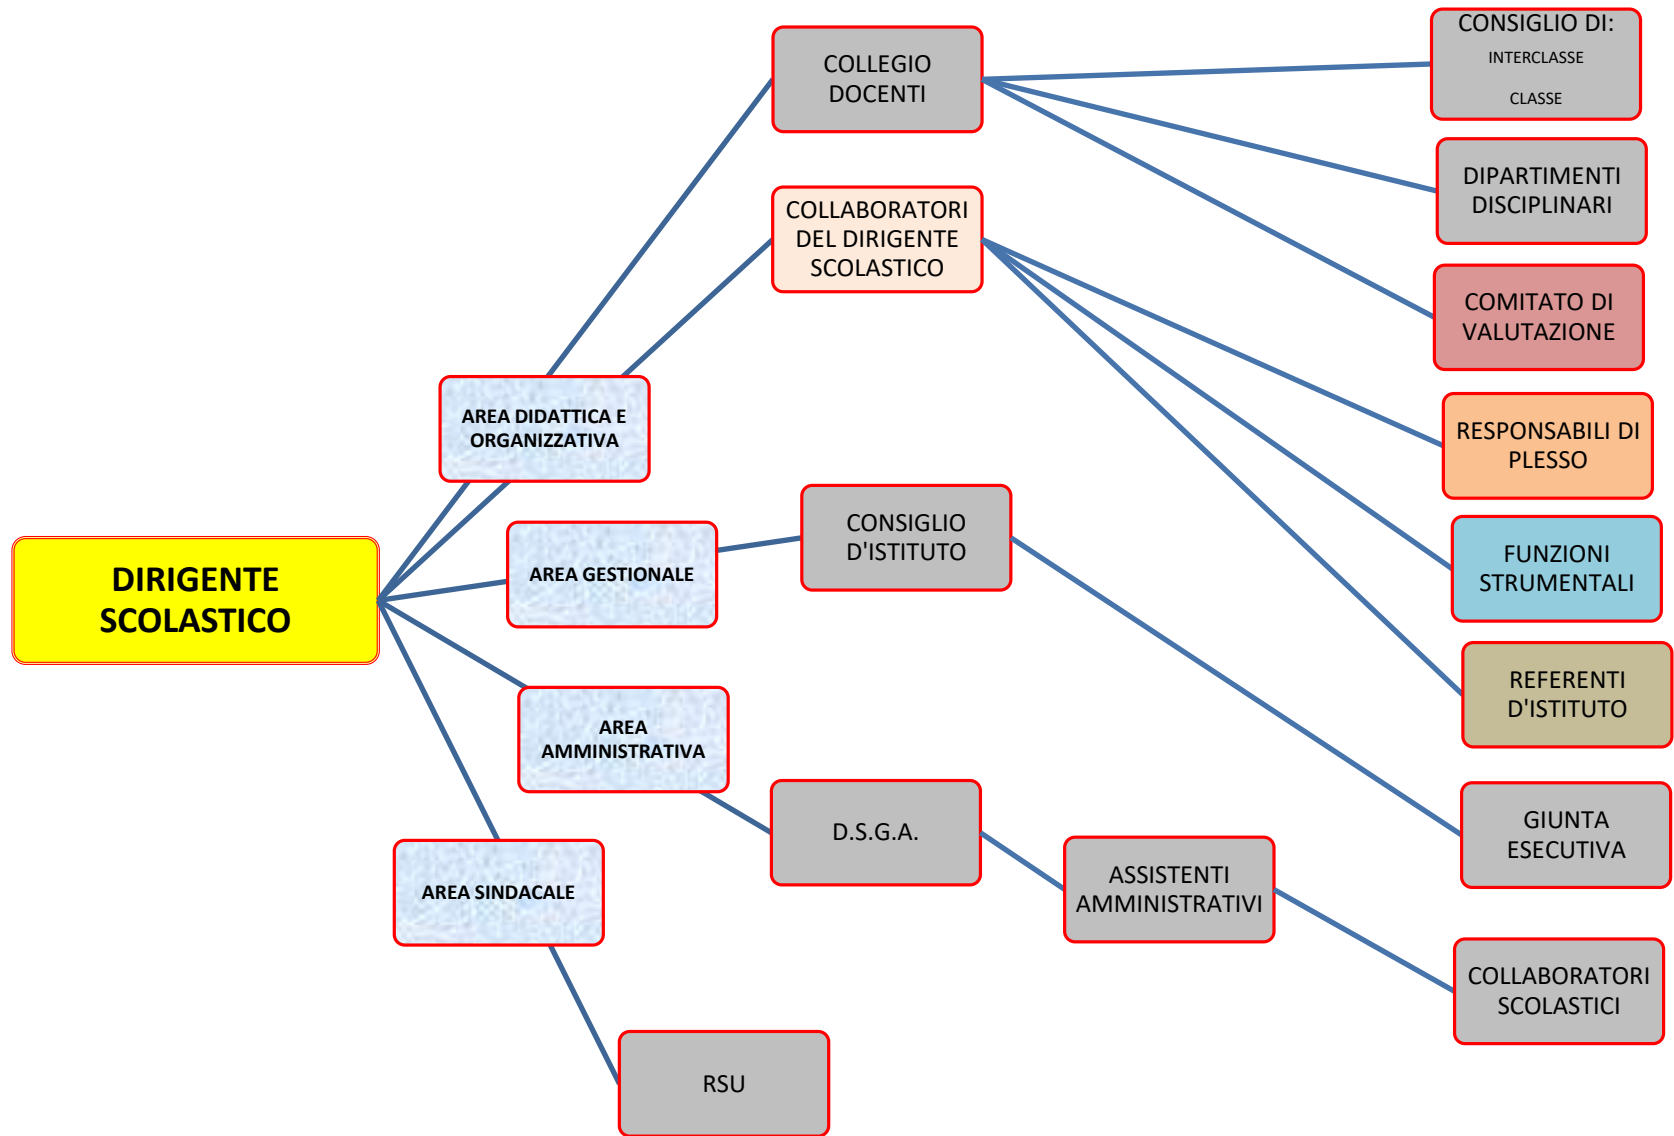 CONSIGLIO DI:
INTERCLASSE
CLASSE
COLLEGIO
DOCENTI
DIPARTIMENTI
DISCIPLINARI
COLLABORATORI
DEL DIRIGENTE
SCOLASTICO
COMITATO DI
VALUTAZIONE
AREA DIDATTICA E
ORGANIZZATIVA
RESPONSABILI DI
PLESSO
CONSIGLIO
D'ISTITUTO
FUNZIONI
STRUMENTALI
AREA GESTIONALE
DIRIGENTE
SCOLASTICO
REFERENTI
D'ISTITUTO
AREA
AMMINISTRATIVA
D.S.G.A.
GIUNTA
ESECUTIVA
AREA SINDACALE
ASSISTENTI
AMMINISTRATIVI
COLLABORATORI
SCOLASTICI
RSU